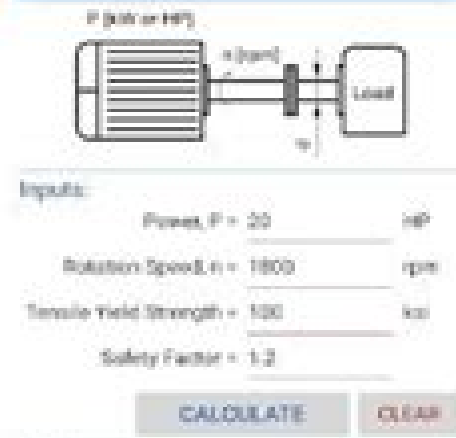 P [kW or HP]
n [rpm]
Load
Inputs:
Power, P = 20 HP
Rotation Speed, n = 1800 rpm
Tensile Yield Strength = 100 ksi
Safety Factor = 1.2
CALCULATE CLEAR